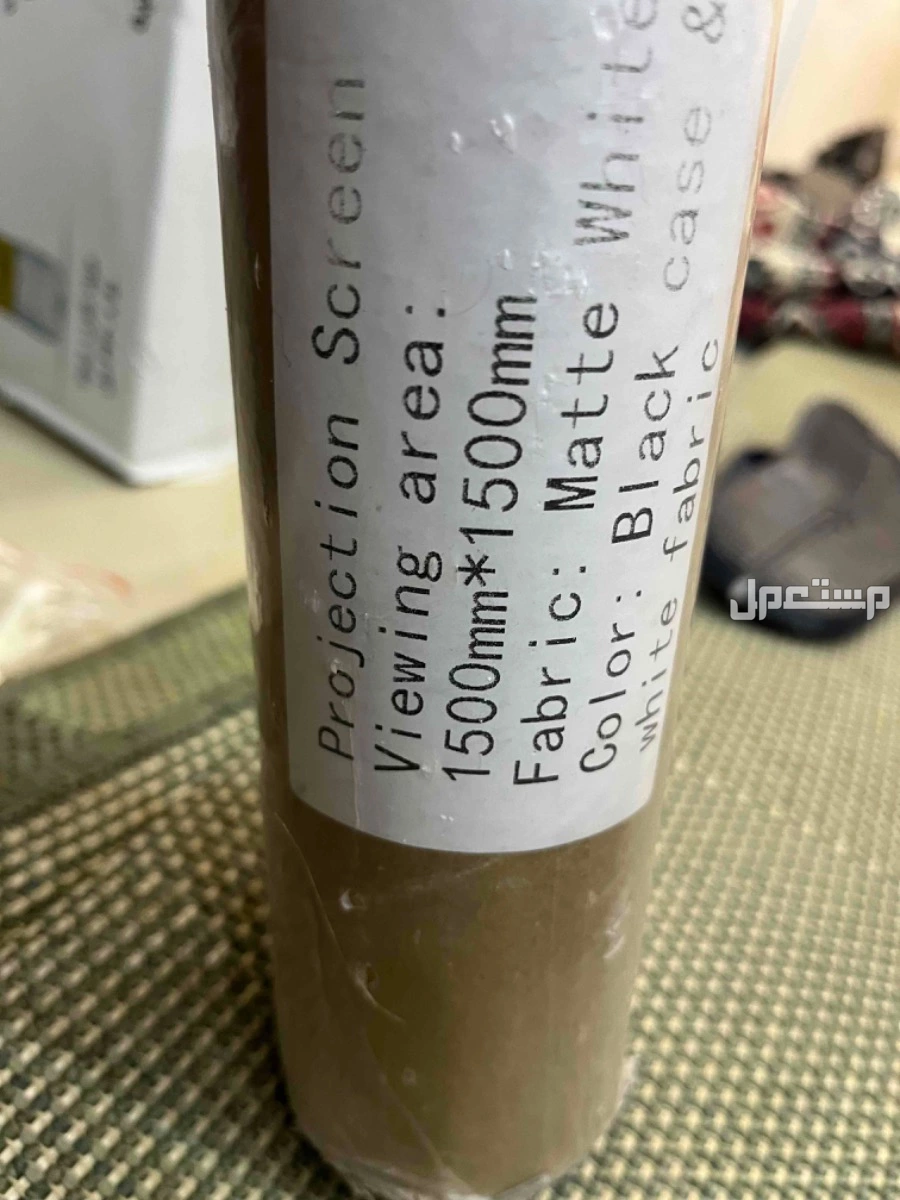 Projection Screen
Viewing area:
1500mm*1500mm
Fabric: Matte White
Color: Black case &
white fabric
مستعمل